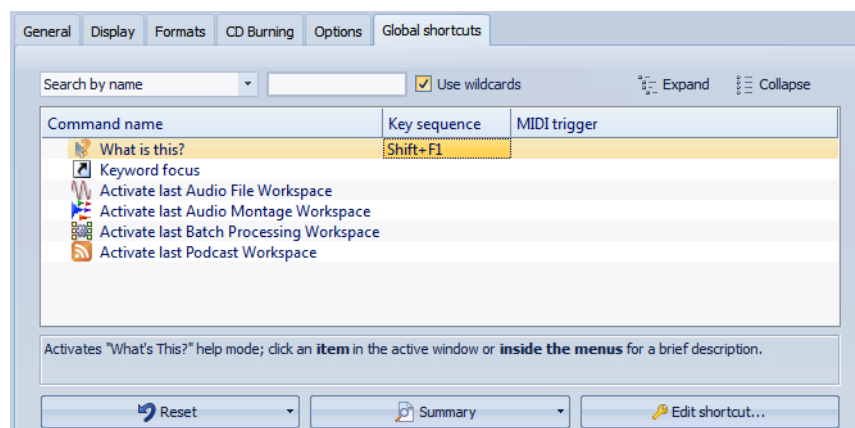 General Display Formats CD Burning Options Global shortcuts
Search by name Use wildcards Expand Collapse
Command name Key sequence MIDI trigger
What is this? Shift+F1
Keyword focus
Activate last Audio File Workspace
Activate last Audio Montage Workspace
Activate last Batch Processing Workspace
Activate last Podcast Workspace
Activates "What's This?" help mode; click an item in the active window or inside the menus for a brief description.
Reset Summary Edit shortcut...